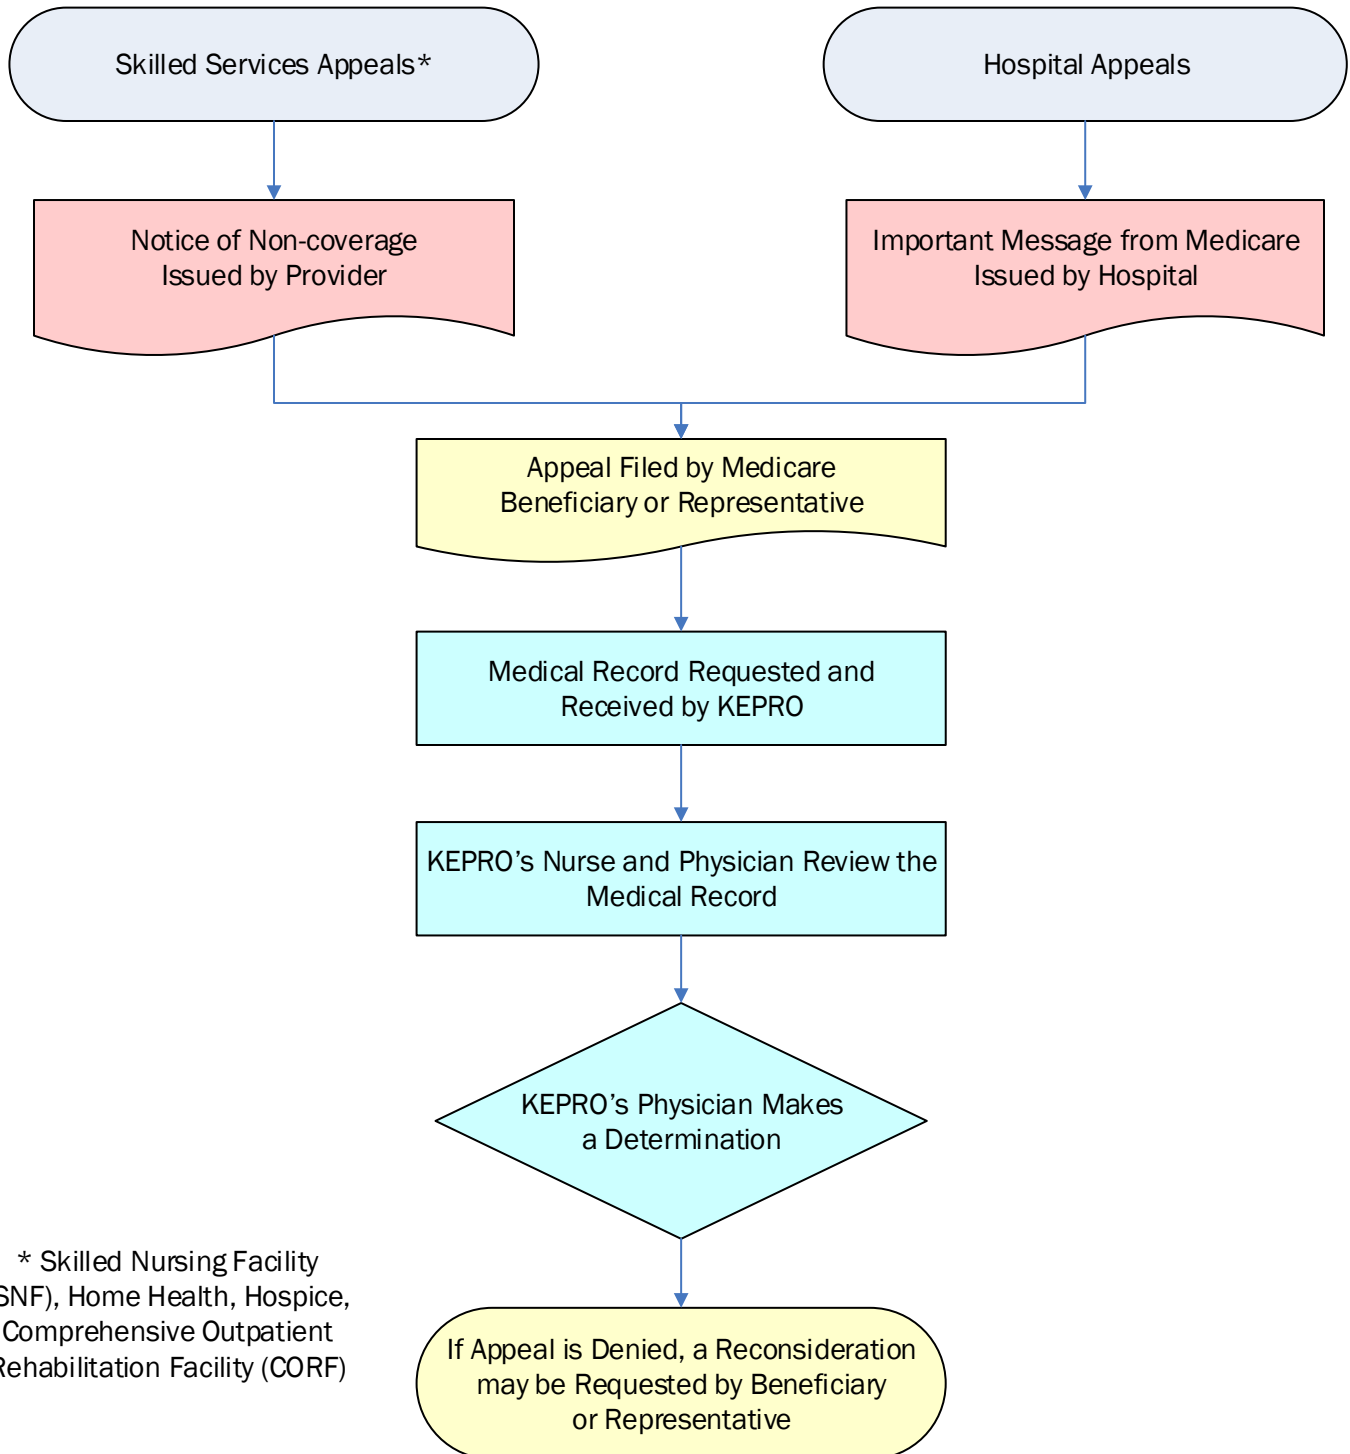 Skilled Services Appeals*
Hospital Appeals
Notice of Non-coverage
Issued by Provider
Important Message from Medicare
Issued by Hospital
Appeal Filed by Medicare
Beneficiary or Representative
Medical Record Requested and
Received by KEPRO
KEPRO’s Nurse and Physician Review the
Medical Record
KEPRO’s Physician Makes
a Determination
* Skilled Nursing Facility
SNF), Home Health, Hospice,
Comprehensive Outpatient
Rehabilitation Facility (CORF)
If Appeal is Denied, a Reconsideration
may be Requested by Beneficiary
or Representative